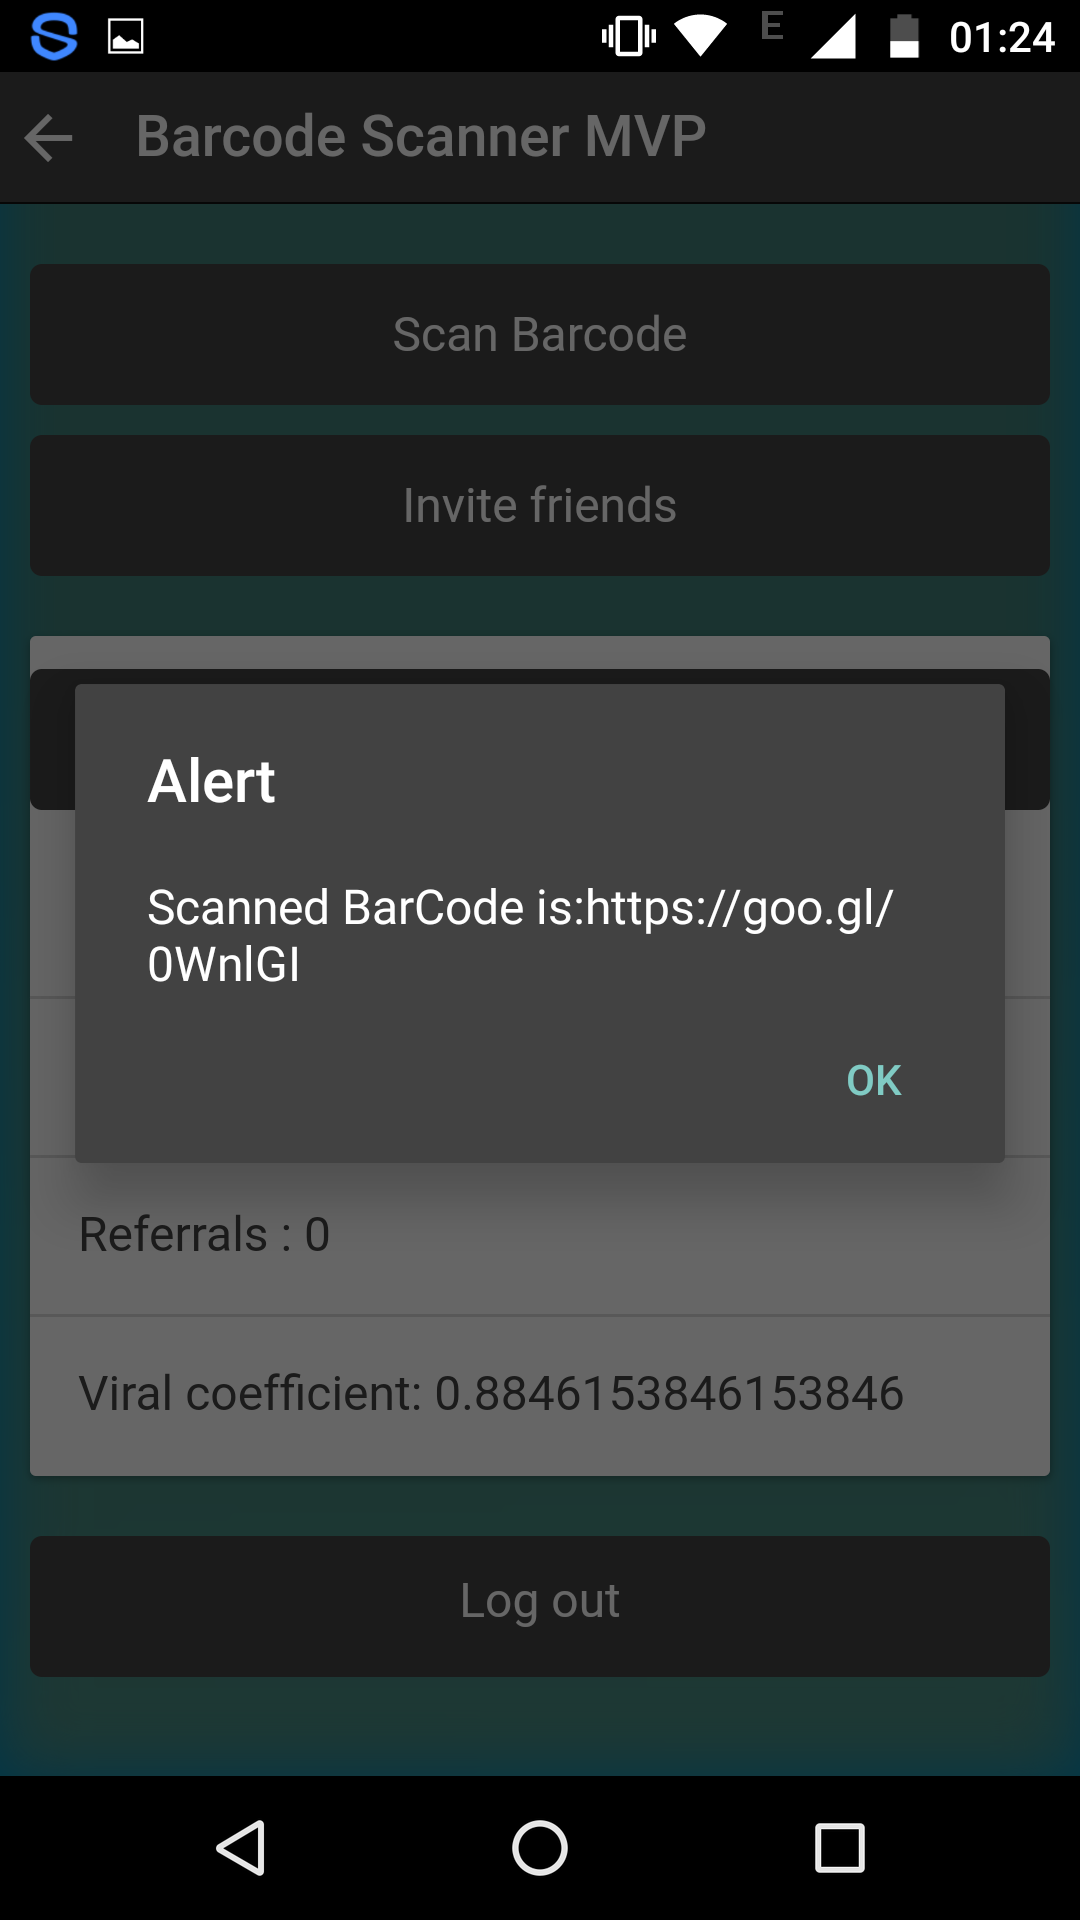 E 01:24
Barcode Scanner MVP
Scan Barcode
Invite friends
Alert
Scanned BarCode is:https://goo.gl/
0WnlGI
OK
Referrals : 0
Viral coefficient: 0.8846153846153846
Log out